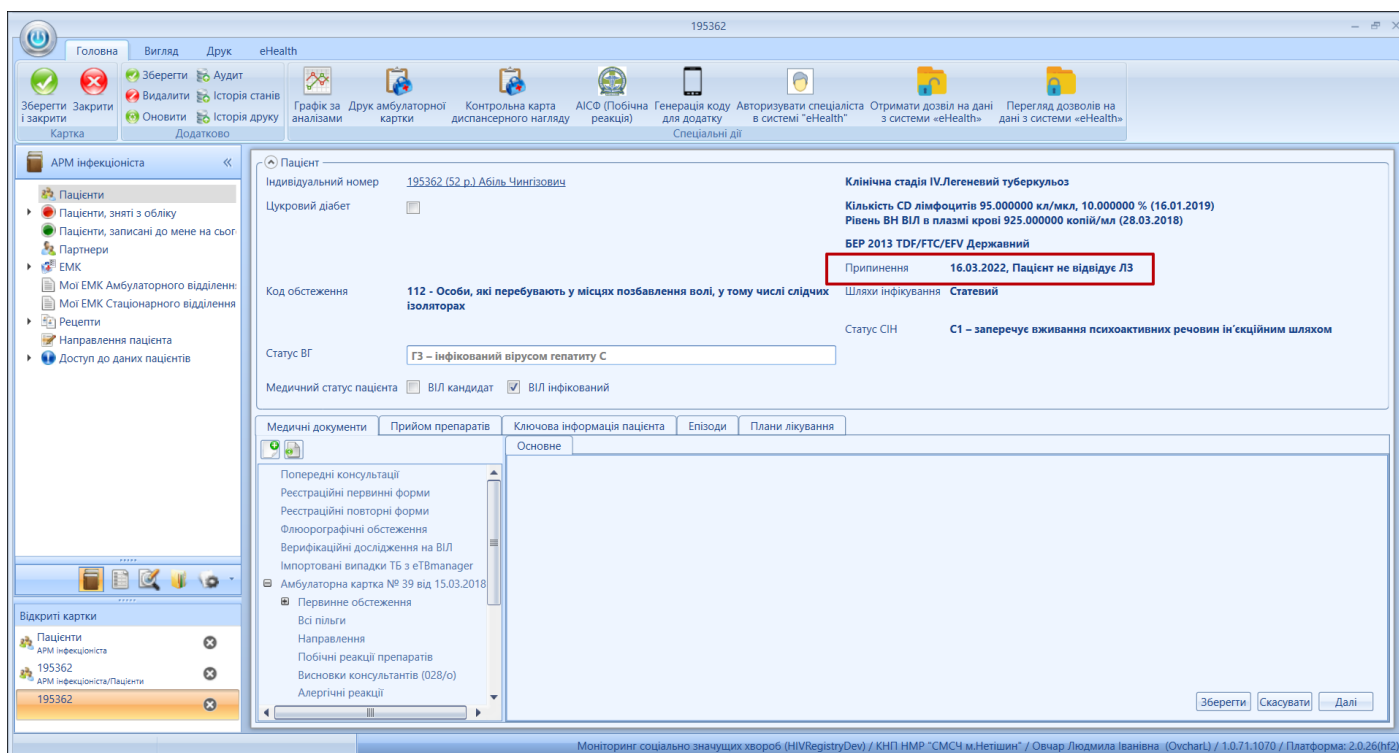 195362
Головна Вигляд Друк eHealth
Зберегти і закрити
Закрити
Зберегти
Видалити
Оновити
Аудит
Історія станів
Історія друку
Графік за аналізами
Друк амбулаторної картки
Контрольна карта диспансерного нагляду
АІСФ (Побічна реакція)
Генерація коду для додатку
Авторизувати спеціаліста в системі "eHealth"
Отримати дозвіл на дані з системи «eHealth»
Перегляд дозволів на дані з системи «eHealth»
Картка Додатково Спеціальні дії
АРМ інфекціоніста
Пацієнти
Пацієнти, зняті з обліку
Пацієнти, записані до мене на сьог
Партнери
ЕМК
Мої ЕМК Амбулаторного відділенн
Мої ЕМК Стаціонарного відділення
Рецепти
Направлення пацієнта
Доступ до даних пацієнтів
Відкриті картки
Пацієнти
АРМ інфекціоніста
195362
АРМ інфекціоніста/Пацієнти
195362
Пацієнт
Індивідуальний номер 195362 (52 р.) Абіль Чингізович
Цукровий діабет
Код обстеження 112 - Особи, які перебувають у місцях позбавлення волі, у тому числі слідчих
ізоляторах
Статус ВГ Г3 – інфікований вірусом гепатиту С
Медичний статус пацієнта ВІЛ кандидат ВІЛ інфікований
Клінічна стадія IV.Легеневий туберкульоз
Кількість CD лімфоцитів 95.000000 кл/мкл, 10.000000 % (16.01.2019)
Рівень ВН ВІЛ в плазмі крові 925.000000 копій/мл (28.03.2018)
БЕР 2013 TDF/FTC/EFV Державний
Припинення 16.03.2022, Пацієнт не відвідує ЛЗ
Шляхи інфікування Статевий
Статус СІН С1 – заперечує вживання психоактивних речовин ін’єкційним шляхом
Медичні документи Прийом препаратів Ключова інформація пацієнта Епізоди Плани лікування
Попередні консультації
Реєстраційні первинні форми
Реєстраційні повторні форми
Флюорографічні обстеження
Верифікаційні дослідження на ВІЛ
Імпортовані випадки ТБ з eTBmanager
Амбулаторна картка № 39 від 15.03.2018
Первинне обстеження
Всі пільги
Направлення
Побічні реакції препаратів
Висновки консультантів (028/о)
Алергічні реакції
Основне
Зберегти Скасувати Далі
Моніторинг соціально значущих хвороб (HIVRegistryDev) / КНП НМР "СМСЧ м.Нетішин" / Овчар Людмила Іванівна (OvcharL) / 1.0.71.1070 / Платформа: 2.0.26(hf2)